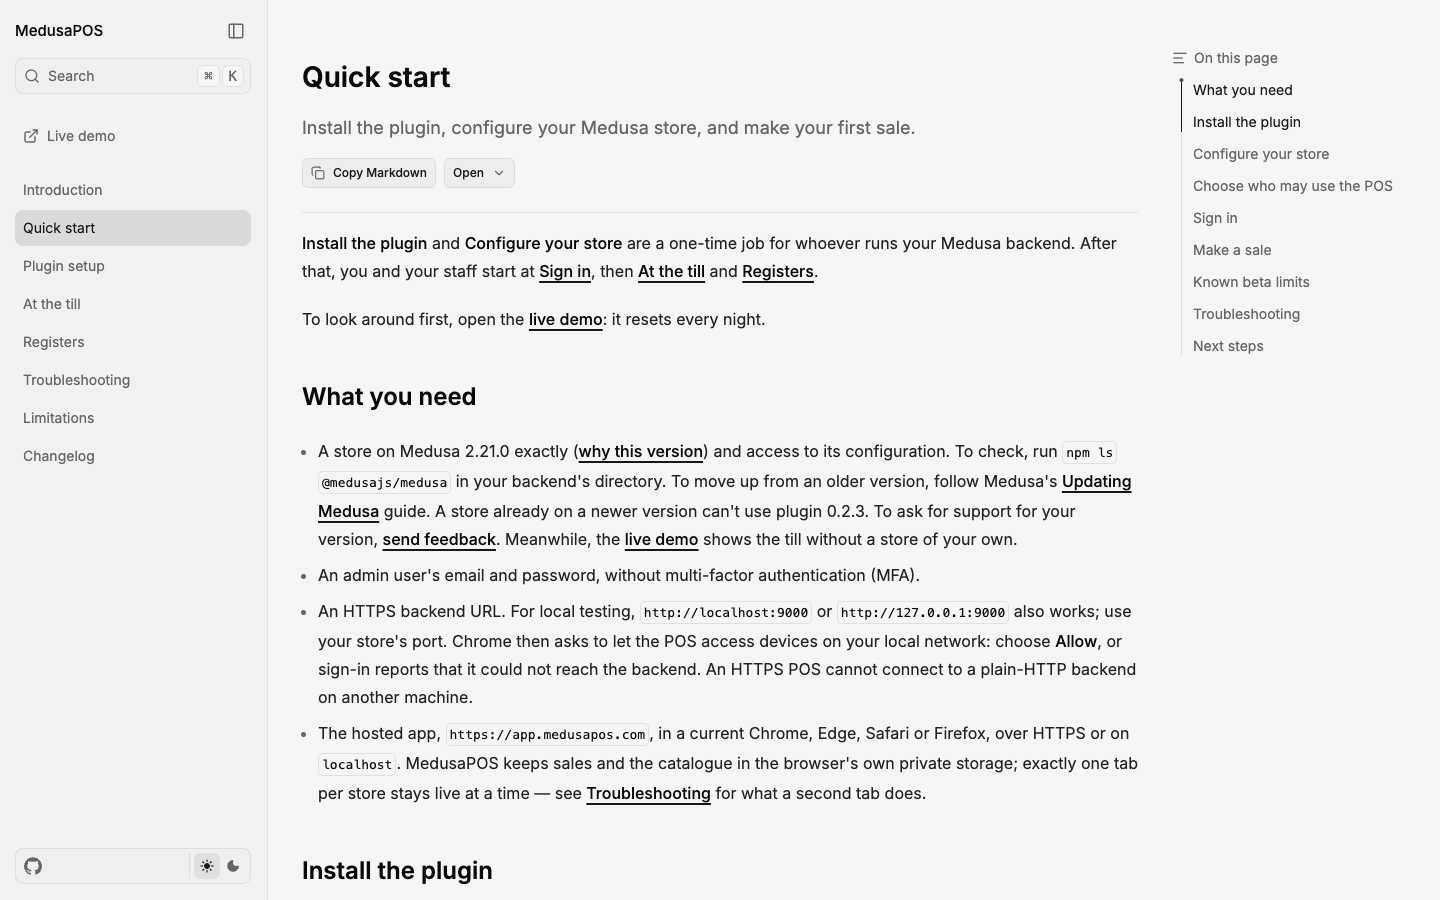 MedusaPOS
Search
⌘ K
Live demo
Introduction
Quick start
Plugin setup
At the till
Registers
Troubleshooting
Limitations
Changelog
Quick start
Install the plugin, configure your Medusa store, and make your first sale.
Copy Markdown
Open
Install the plugin and Configure your store are a one-time job for whoever runs your Medusa backend. After
that, you and your staff start at Sign in, then At the till and Registers.
To look around first, open the live demo: it resets every night.
What you need
A store on Medusa 2.21.0 exactly (why this version) and access to its configuration. To check, run npm ls
@medusajs/medusa in your backend's directory. To move up from an older version, follow Medusa's Updating
Medusa guide. A store already on a newer version can't use plugin 0.2.3. To ask for support for your
version, send feedback. Meanwhile, the live demo shows the till without a store of your own.
An admin user's email and password, without multi-factor authentication (MFA).
An HTTPS backend URL. For local testing, http://localhost:9000 or http://127.0.0.1:9000 also works; use
your store's port. Chrome then asks to let the POS access devices on your local network: choose Allow, or
sign-in reports that it could not reach the backend. An HTTPS POS cannot connect to a plain-HTTP backend
on another machine.
The hosted app, https://app.medusapos.com, in a current Chrome, Edge, Safari or Firefox, over HTTPS or on
localhost. MedusaPOS keeps sales and the catalogue in the browser's own private storage; exactly one tab
per store stays live at a time — see Troubleshooting for what a second tab does.
Install the plugin
On this page
What you need
Install the plugin
Configure your store
Choose who may use the POS
Sign in
Make a sale
Known beta limits
Troubleshooting
Next steps